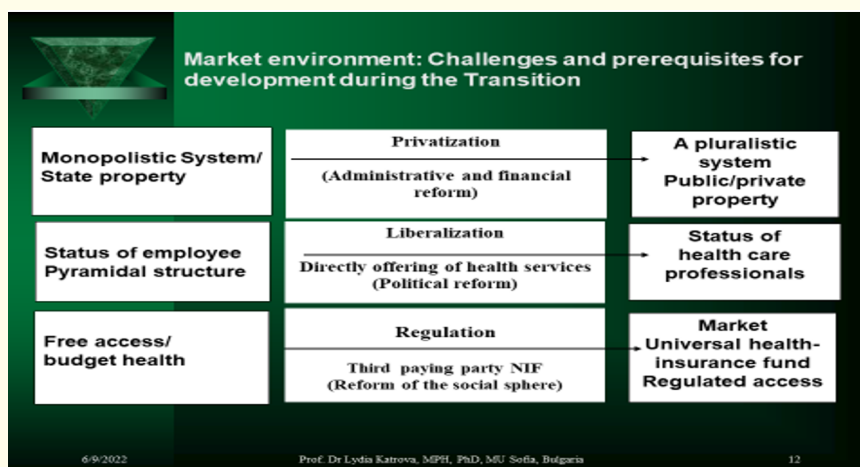 Market environment: Challenges and prerequisites for
development during the Transition
Monopolistic System/
State property
Privatization
(Administrative and financial
reform)
A pluralistic
system
Public/private
property
Status of employee
Pyramidal structure
Liberalization
Directly offering of health services
(Political reform)
Status of
health care
professionals
Free access/
budget health
Regulation
Third paying party NIF
(Reform of the social sphere)
Market
Universal health-
insurance fund
Regulated access
6/9/2022
Prof. Dr Lydia Katrova, MPH, PhD, MU Sofia, Bulgaria
12